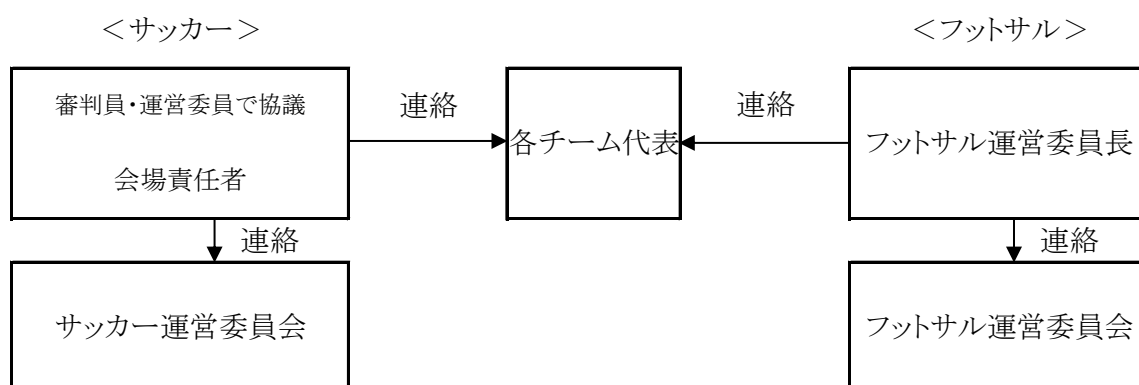 ＜サッカー＞
＜フットサル＞
審判員・運営委員で協議
会場責任者
連絡
各チーム代表
連絡
フットサル運営委員長
連絡
連絡
サッカー運営委員会
フットサル運営委員会